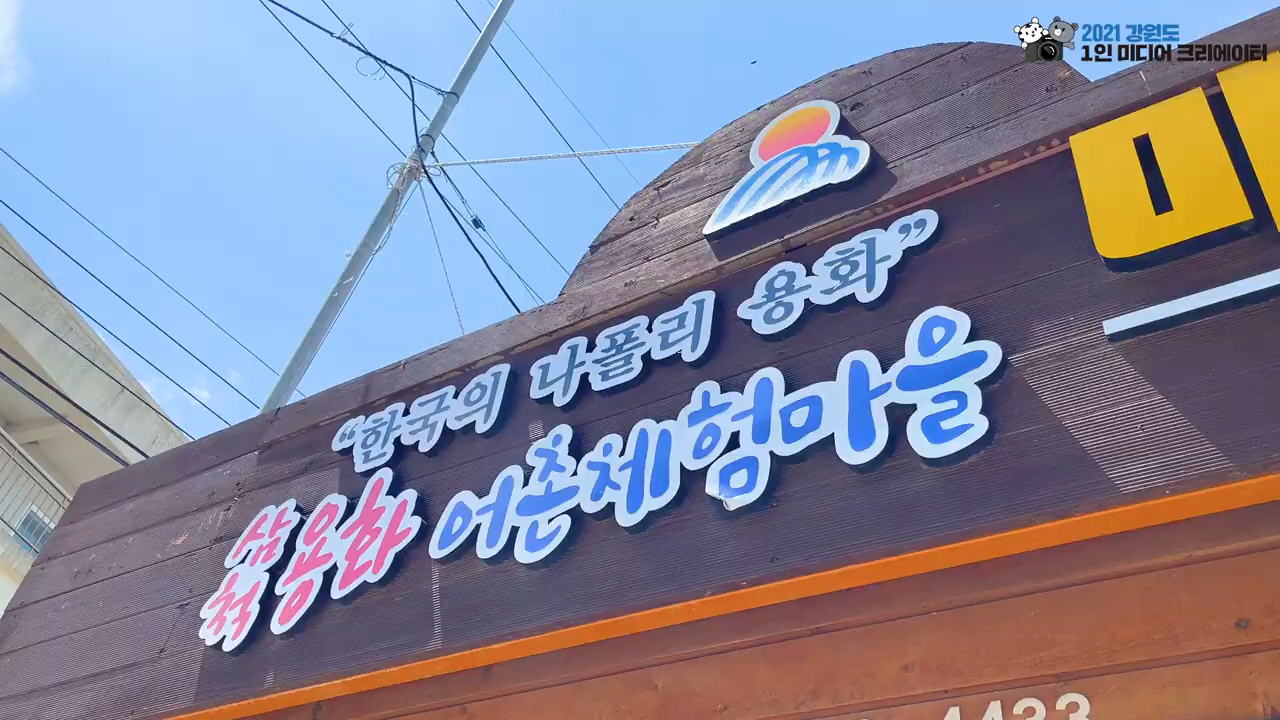 2021 강원도
1인 미디어 크리에이터
“한국의 나폴리 용화”
삼척 용화 어촌체험마을
4433